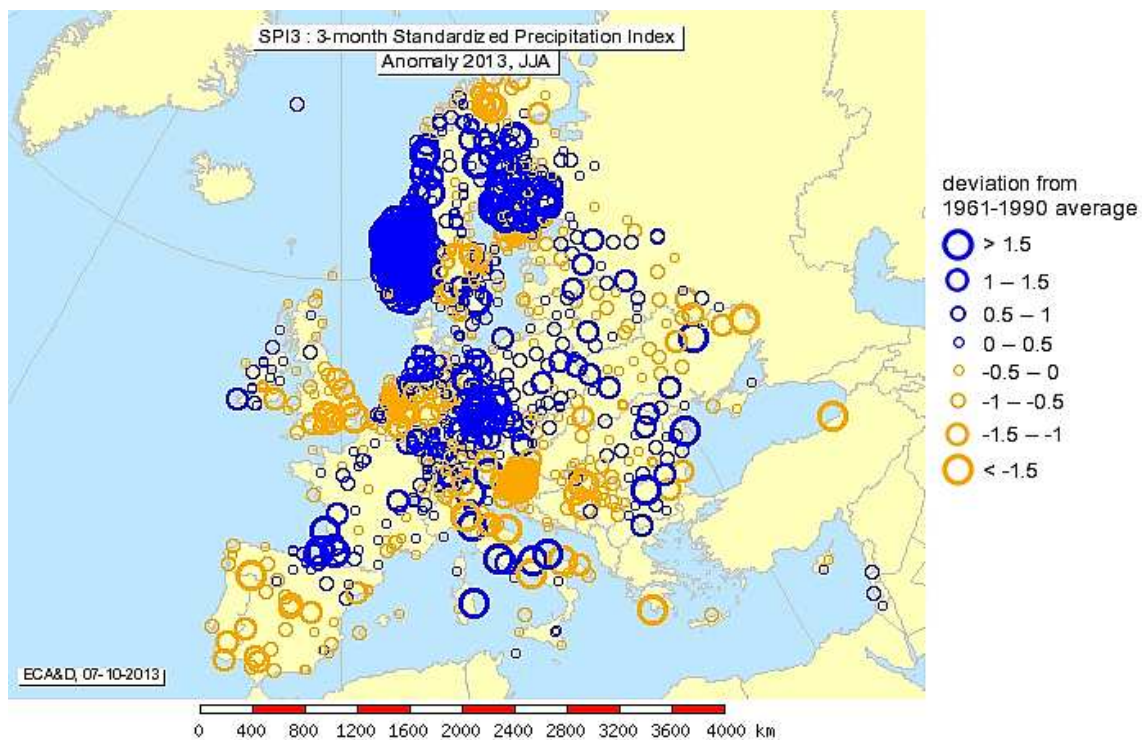 SPI3 : 3-month Standardized Precipitation Index
Anomaly 2013, JJA
deviation from
1961-1990 average
> 1.5
1 – 1.5
0.5 – 1
0 – 0.5
-0.5 – 0
-1 – -0.5
-1.5 – -1
< -1.5
ECA&D, 07-10-2013
0 400 800 1200 1600 2000 2400 2800 3200 3600 4000 km